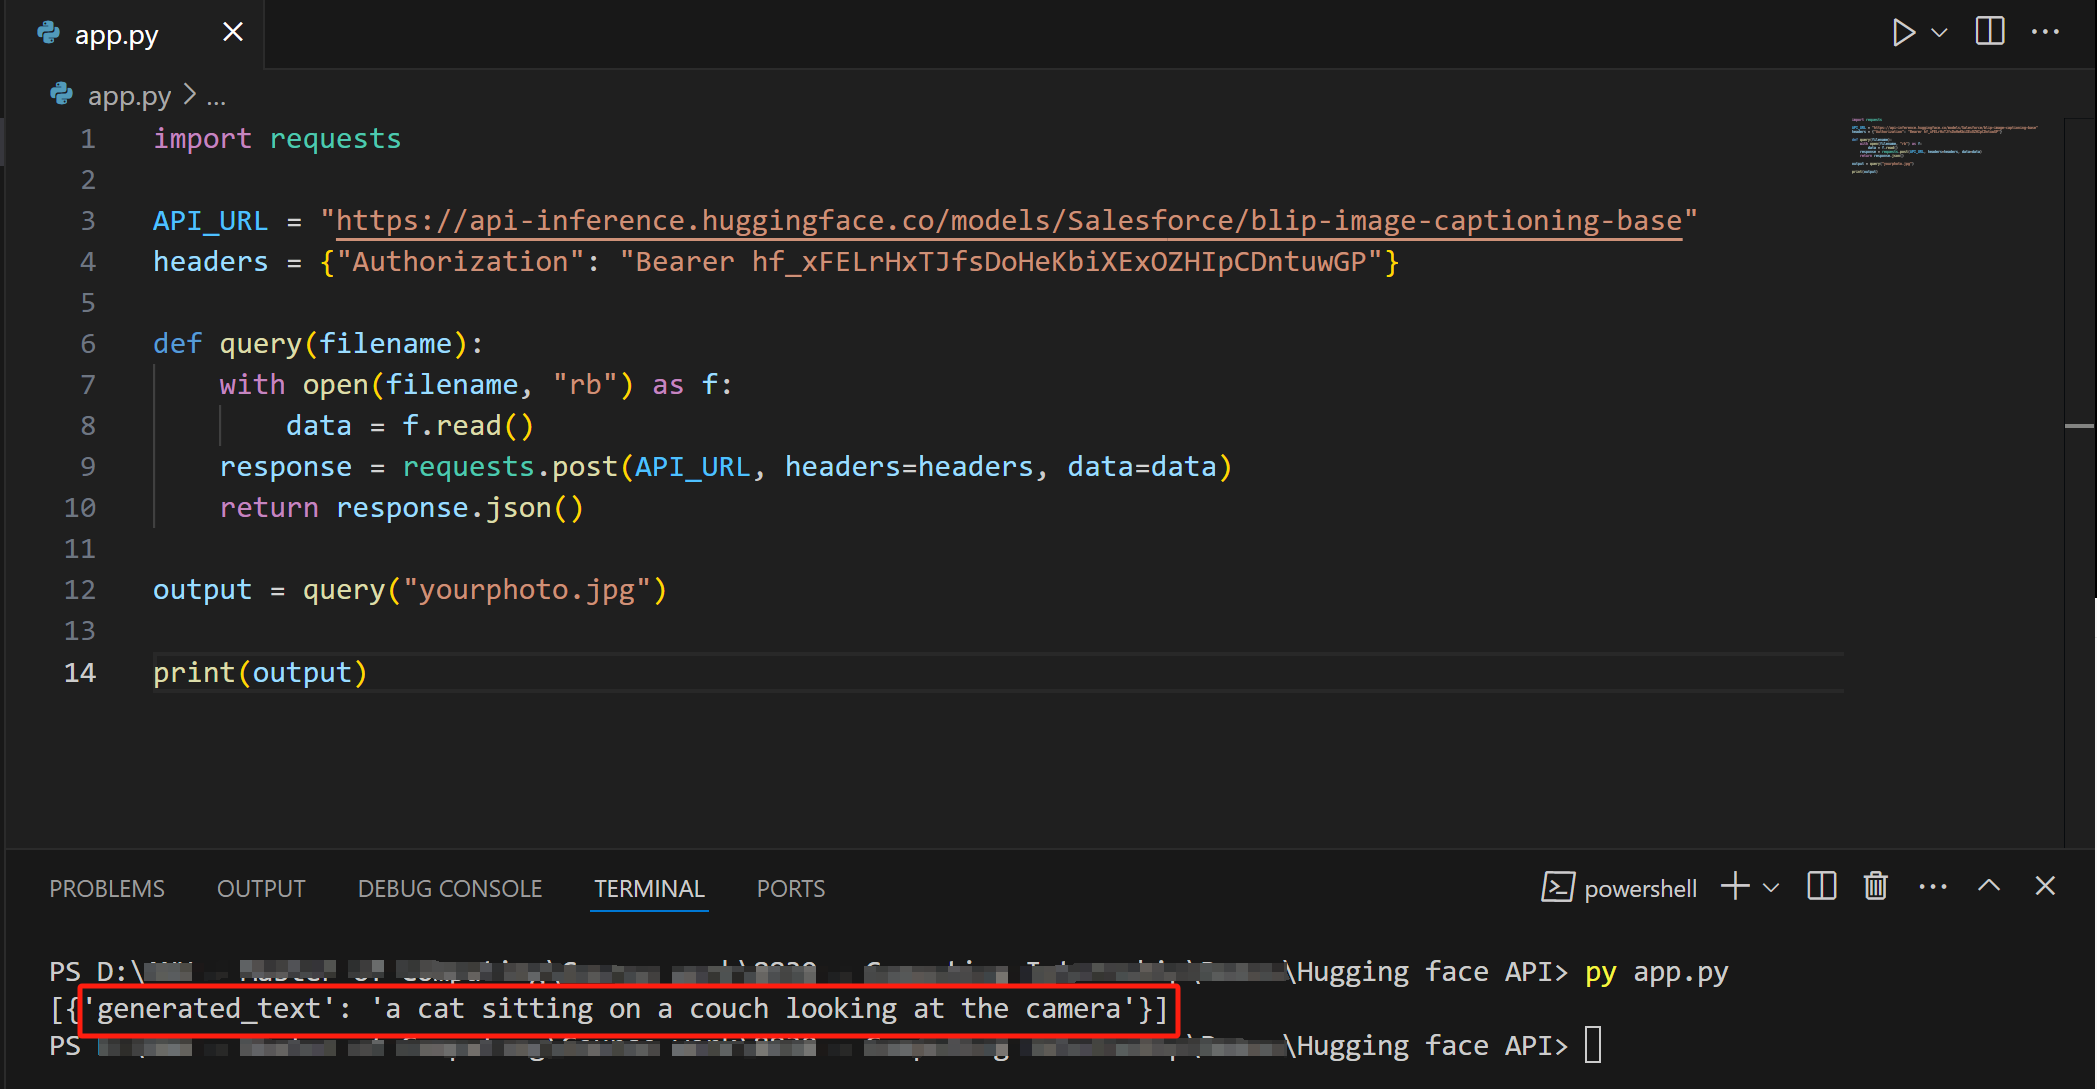 app.py
app.py > ...
1 import requests
2
3 API_URL = "https://api-inference.huggingface.co/models/Salesforce/blip-image-captioning-base"
4 headers = {"Authorization": "Bearer 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"}
5
6 def query(filename):
7     with open(filename, "rb") as f:
8         data = f.read()
9     response = requests.post(API_URL, headers=headers, data=data)
10     return response.json()
11
12 output = query("yourphoto.jpg")
13
14 print(output)
PROBLEMS OUTPUT DEBUG CONSOLE TERMINAL PORTS powershell
PS D:\ \Hugging face API> py app.py
[{'generated_text': 'a cat sitting on a couch looking at the camera'}]
PS \Hugging face API>